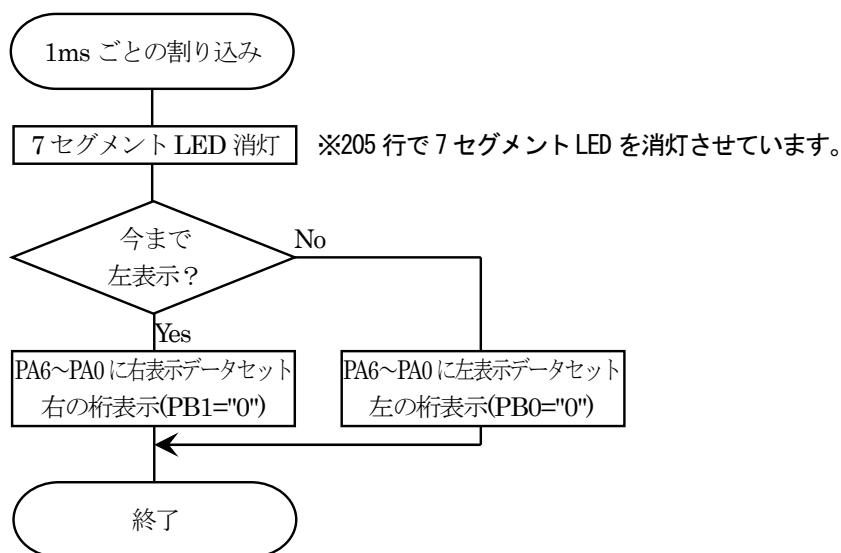 1ms ごとの割り込み
7 セグメント LED 消灯
※205 行で 7 セグメント LED を消灯させています。
今まで
左表示？
No
Yes
PA6～PA0 に右表示データセット
右の桁表示(PB1="0")
PA6～PA0 に左表示データセット
左の桁表示(PB0="0")
終了